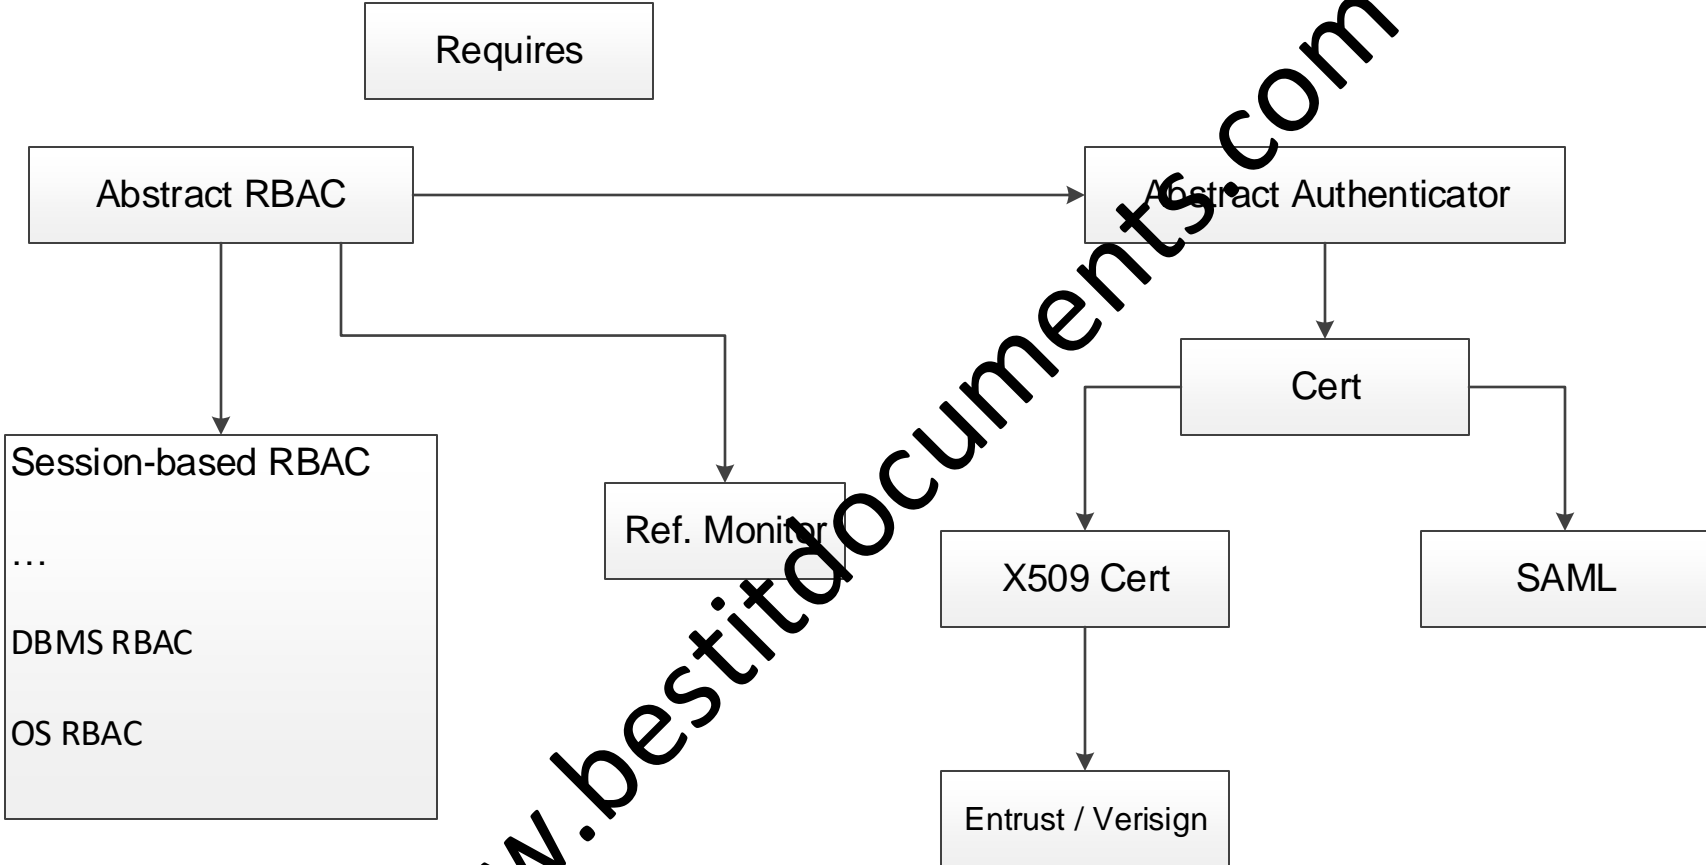 Requires
Abstract RBAC
Abstract Authenticator
Cert
Session-based RBAC
…
DBMS RBAC
OS RBAC
Ref. Monitor
X509 Cert
SAML
Entrust / Verisign
w.bestitdocuments.com